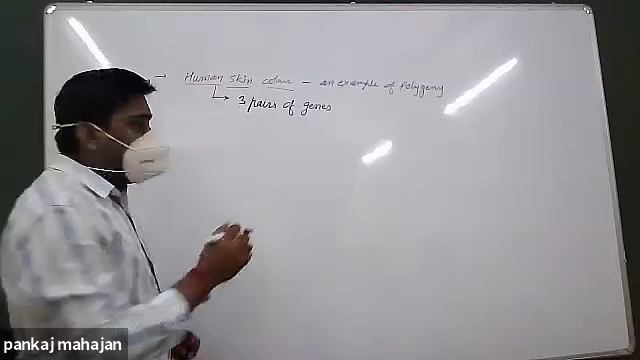 → Human skin colour - an example of Polygeny
↳ 3 pairs of genes
pankaj mahajan